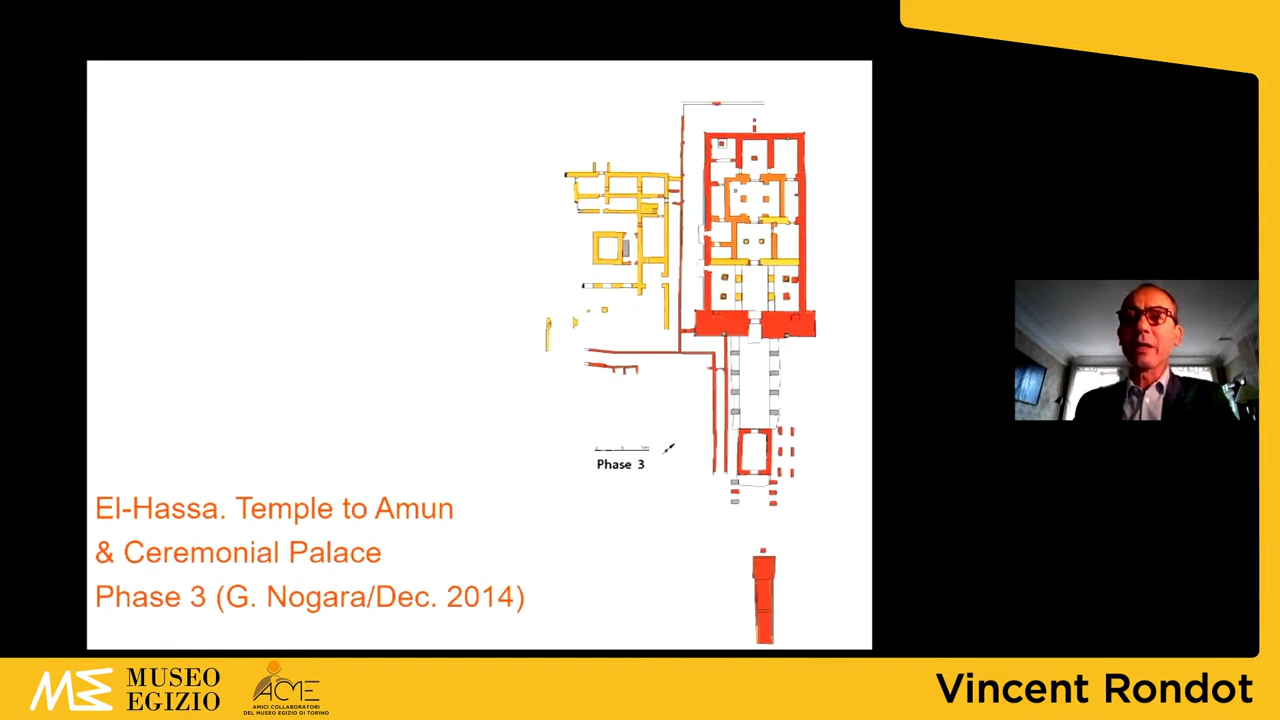 Phase 3
El-Hassa. Temple to Amun
& Ceremonial Palace
Phase 3 (G. Nogara/Dec. 2014)
MUSEO
EGIZIO
ACME
AMICI COLLABORATORI
DEL MUSEO EGIZIO DI TORINO
Vincent Rondot